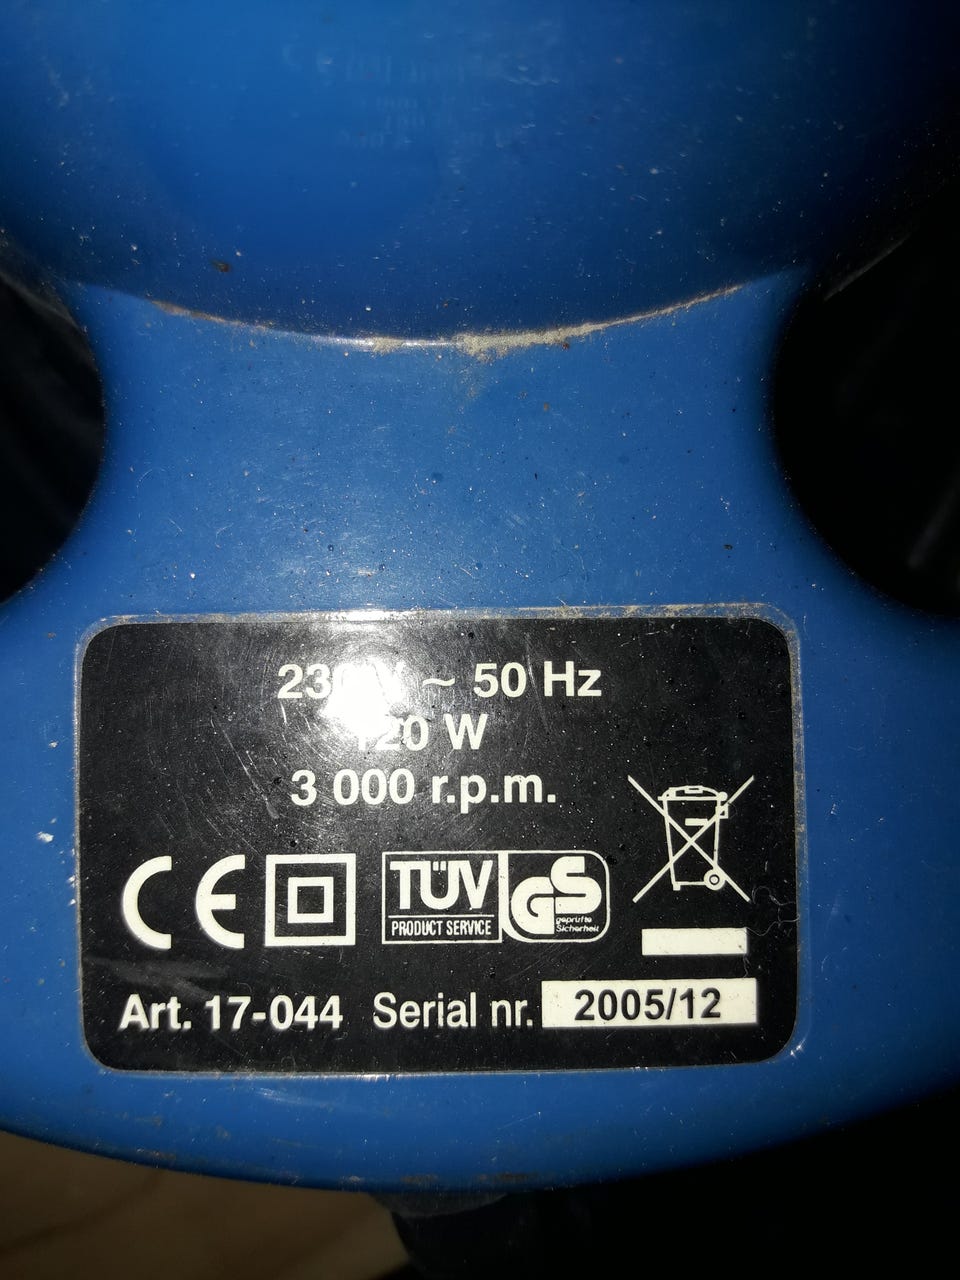 ~ 50 Hz
W
3 000 r.p.m.
CE
TÜV
PRODUCT SERVICE
GS
geprüfte
Sicherheit
Art. 17-044 Serial nr. 2005/12